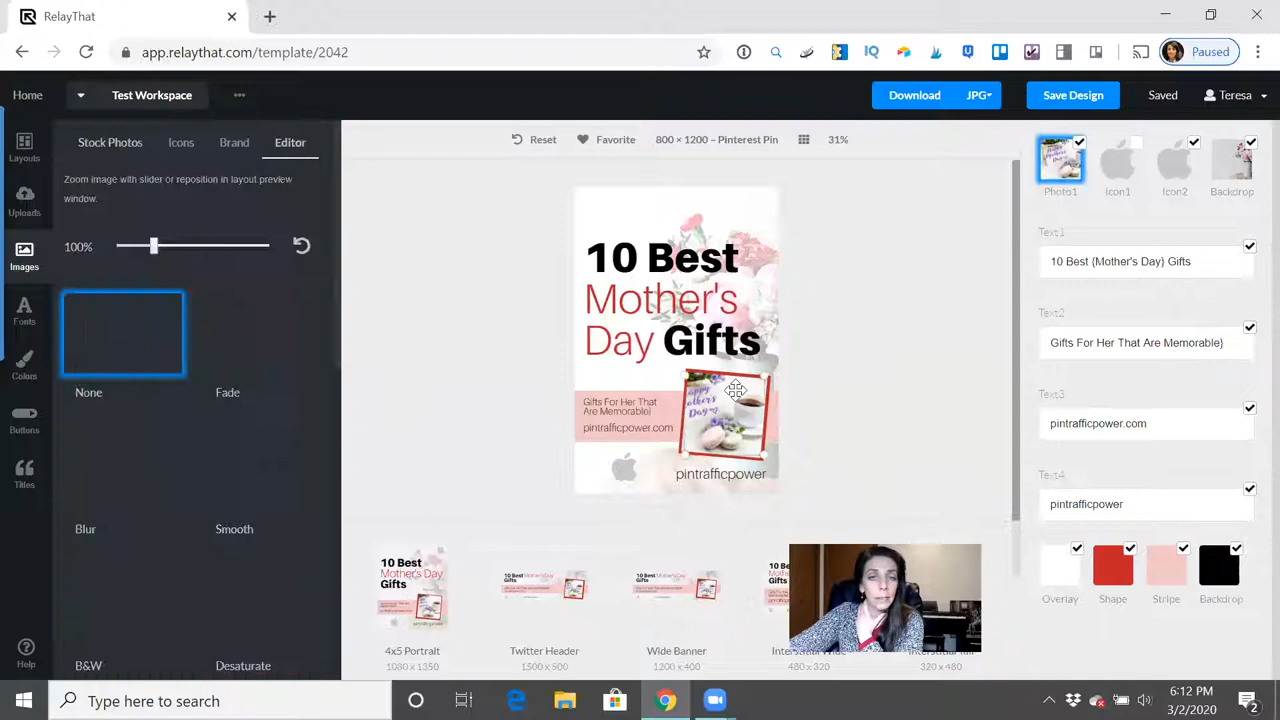 RelayThat
app.relaythat.com/template/2042
Paused
Home
Test Workspace
Download
JPG
Save Design
Saved
Teresa
Layouts
Uploads
Images
Fonts
Colors
Buttons
Titles
Help
Stock Photos
Icons
Brand
Editor
Zoom image with slider or reposition in layout preview
window.
100%
None
Fade
Blur
Smooth
B&W
Desaturate
Reset
Favorite
800 × 1200 – Pinterest Pin
31%
10 Best
Mother's
Day Gifts
Gifts For Her That
Are Memorable}
pintrafficpower.com
pintrafficpower
4x5 Portrait
1080 x 1350
Twitter Header
1500 x 500
Wide Banner
1200 x 400
480 x 320
320 x 480
Photo1
Icon1
Icon2
Backdrop
Text1
10 Best {Mother's Day} Gifts
Text2
Gifts For Her That Are Memorable}
Text3
pintrafficpower.com
Text4
pintrafficpower
Overlay
Shape
Stripe
Backdrop
Type here to search
6:12 PM
3/2/2020
2